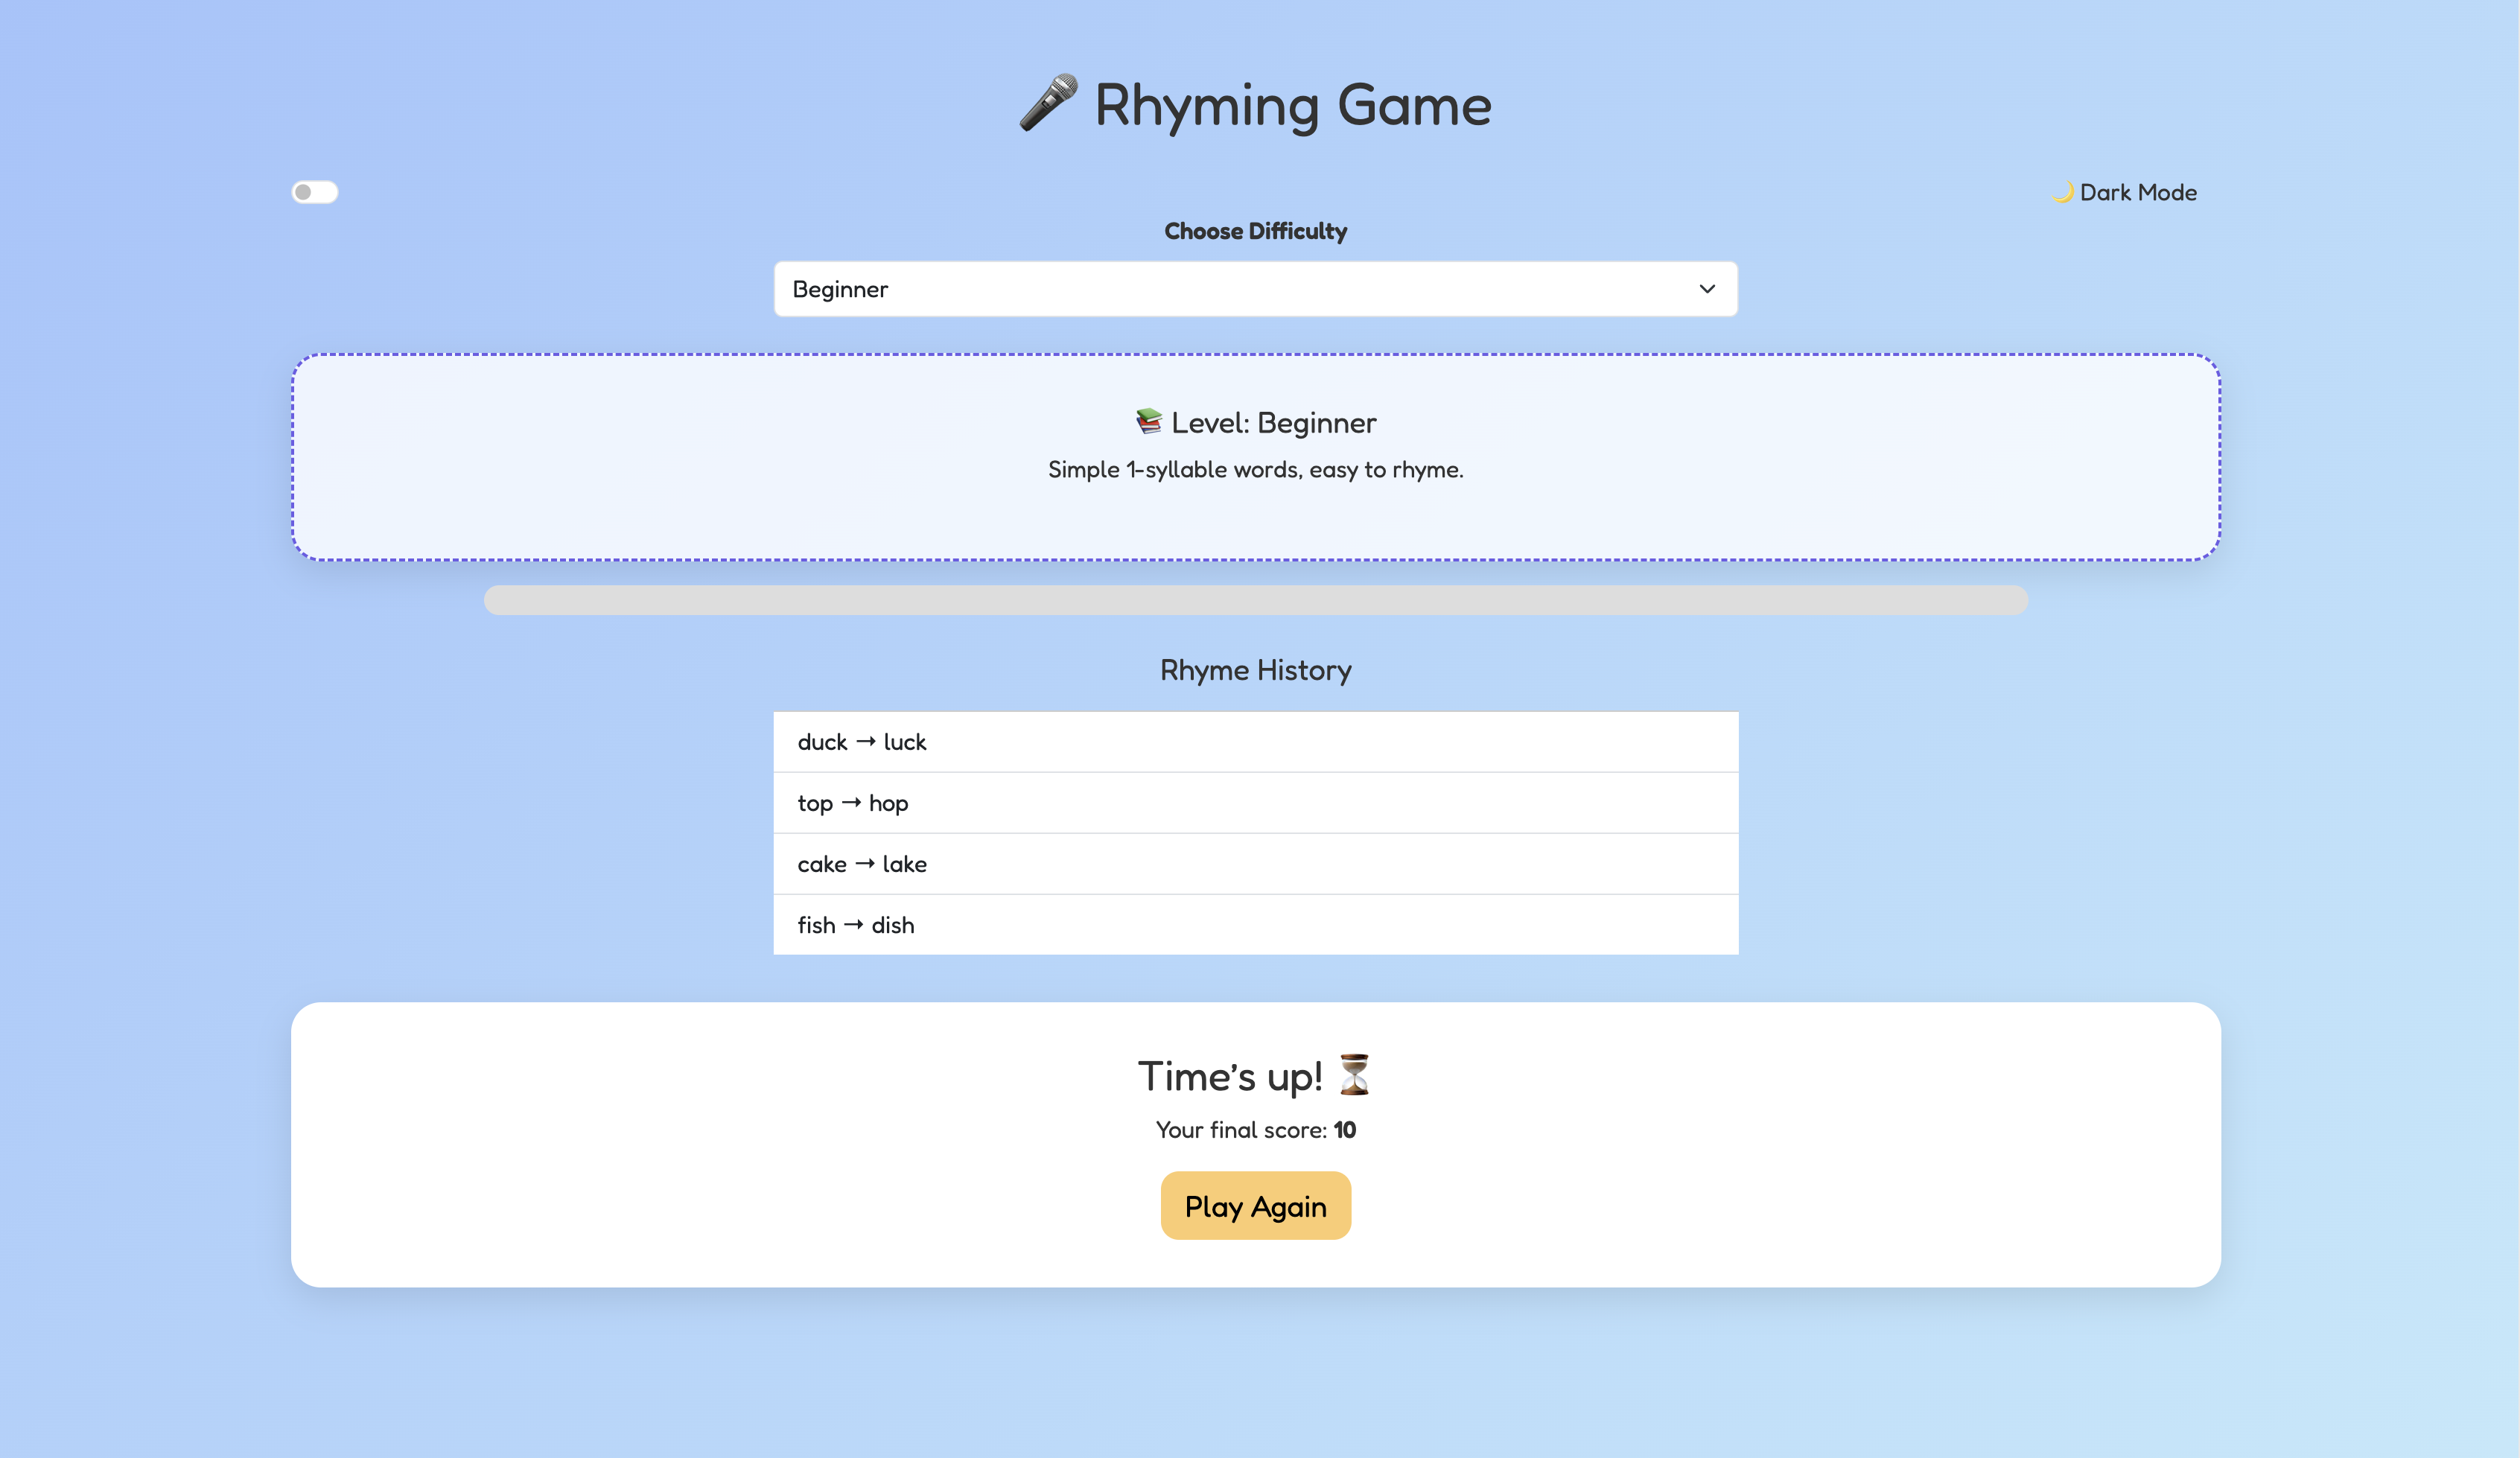 🎤 Rhyming Game
🌙 Dark Mode
Choose Difficulty
Beginner
📚 Level: Beginner
Simple 1-syllable words, easy to rhyme.
Rhyme History
duck → luck
top → hop
cake → lake
fish → dish
Time’s up! ⏳
Your final score: 10
Play Again